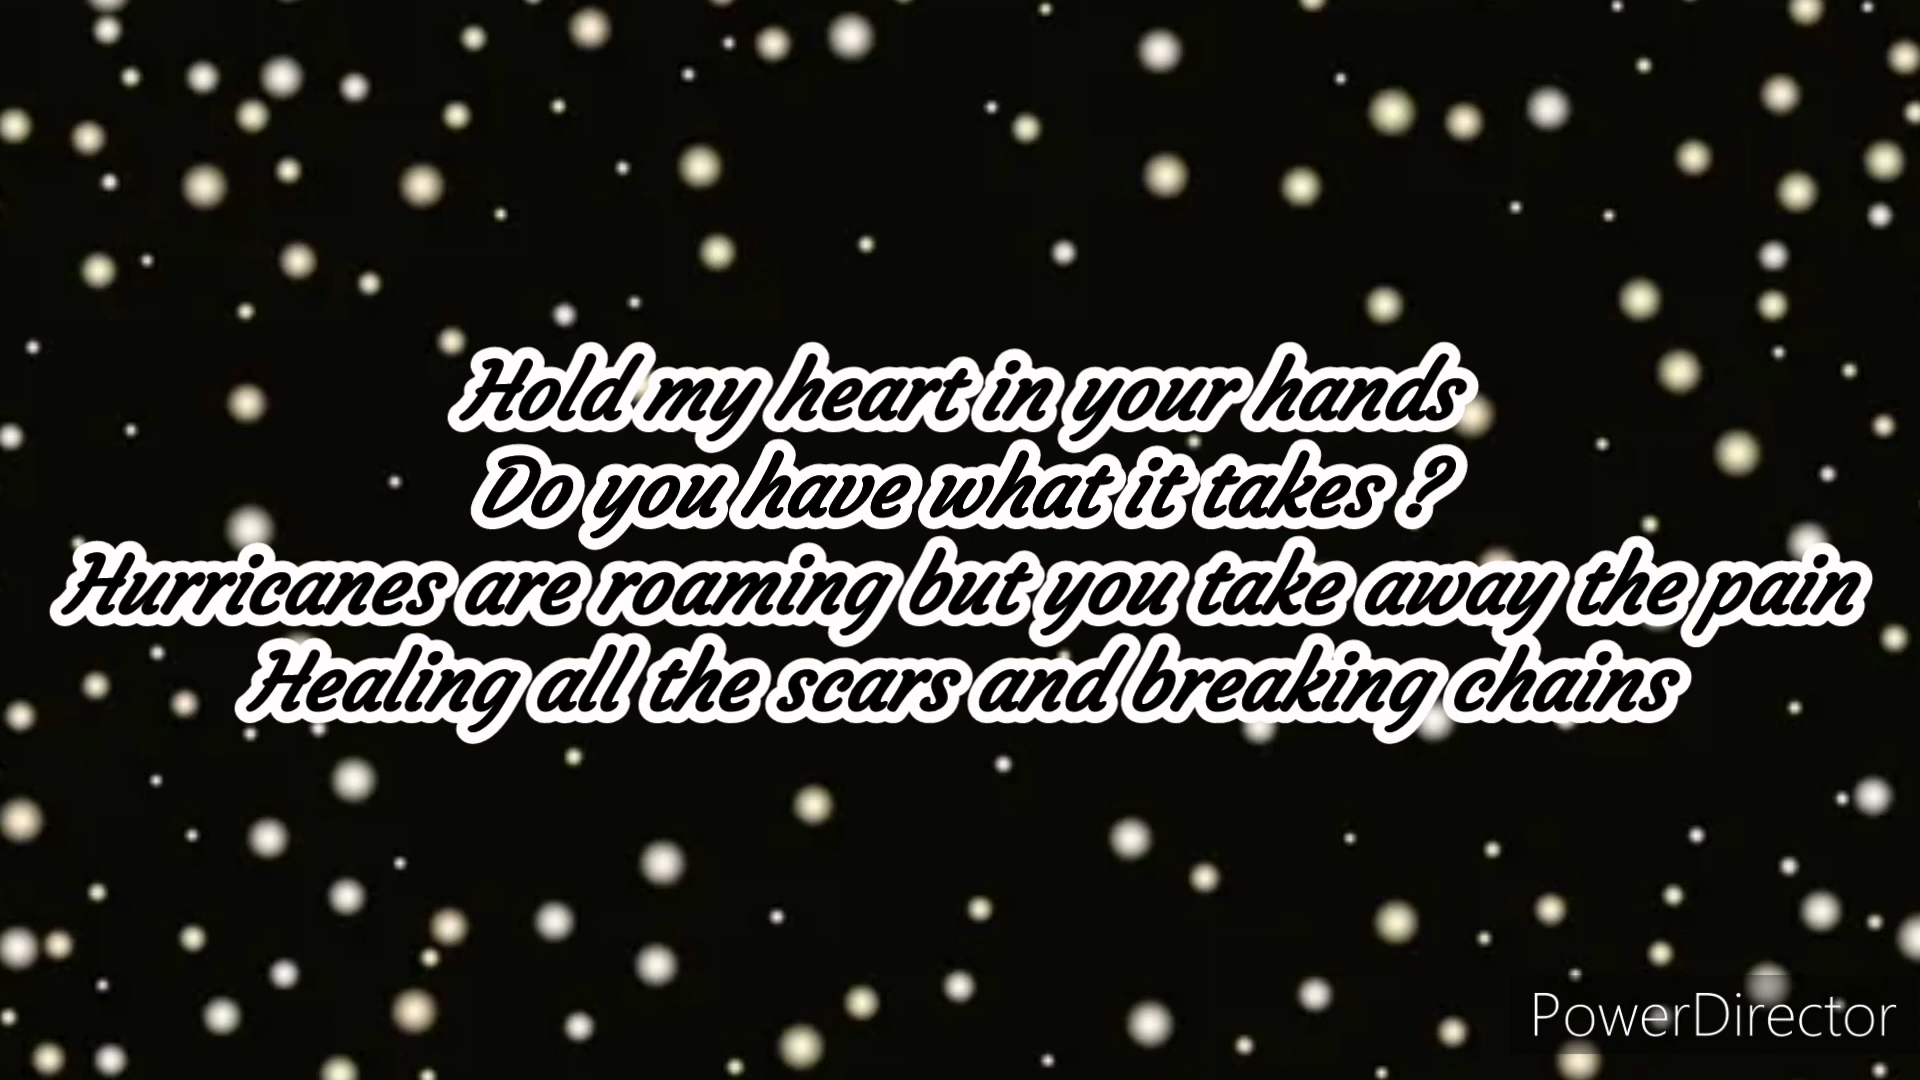 Hold my heart in your hands
Do you have what it takes ?
Hurricanes are roaming but you take away the pain
Healing all the scars and breaking chains
PowerDirector